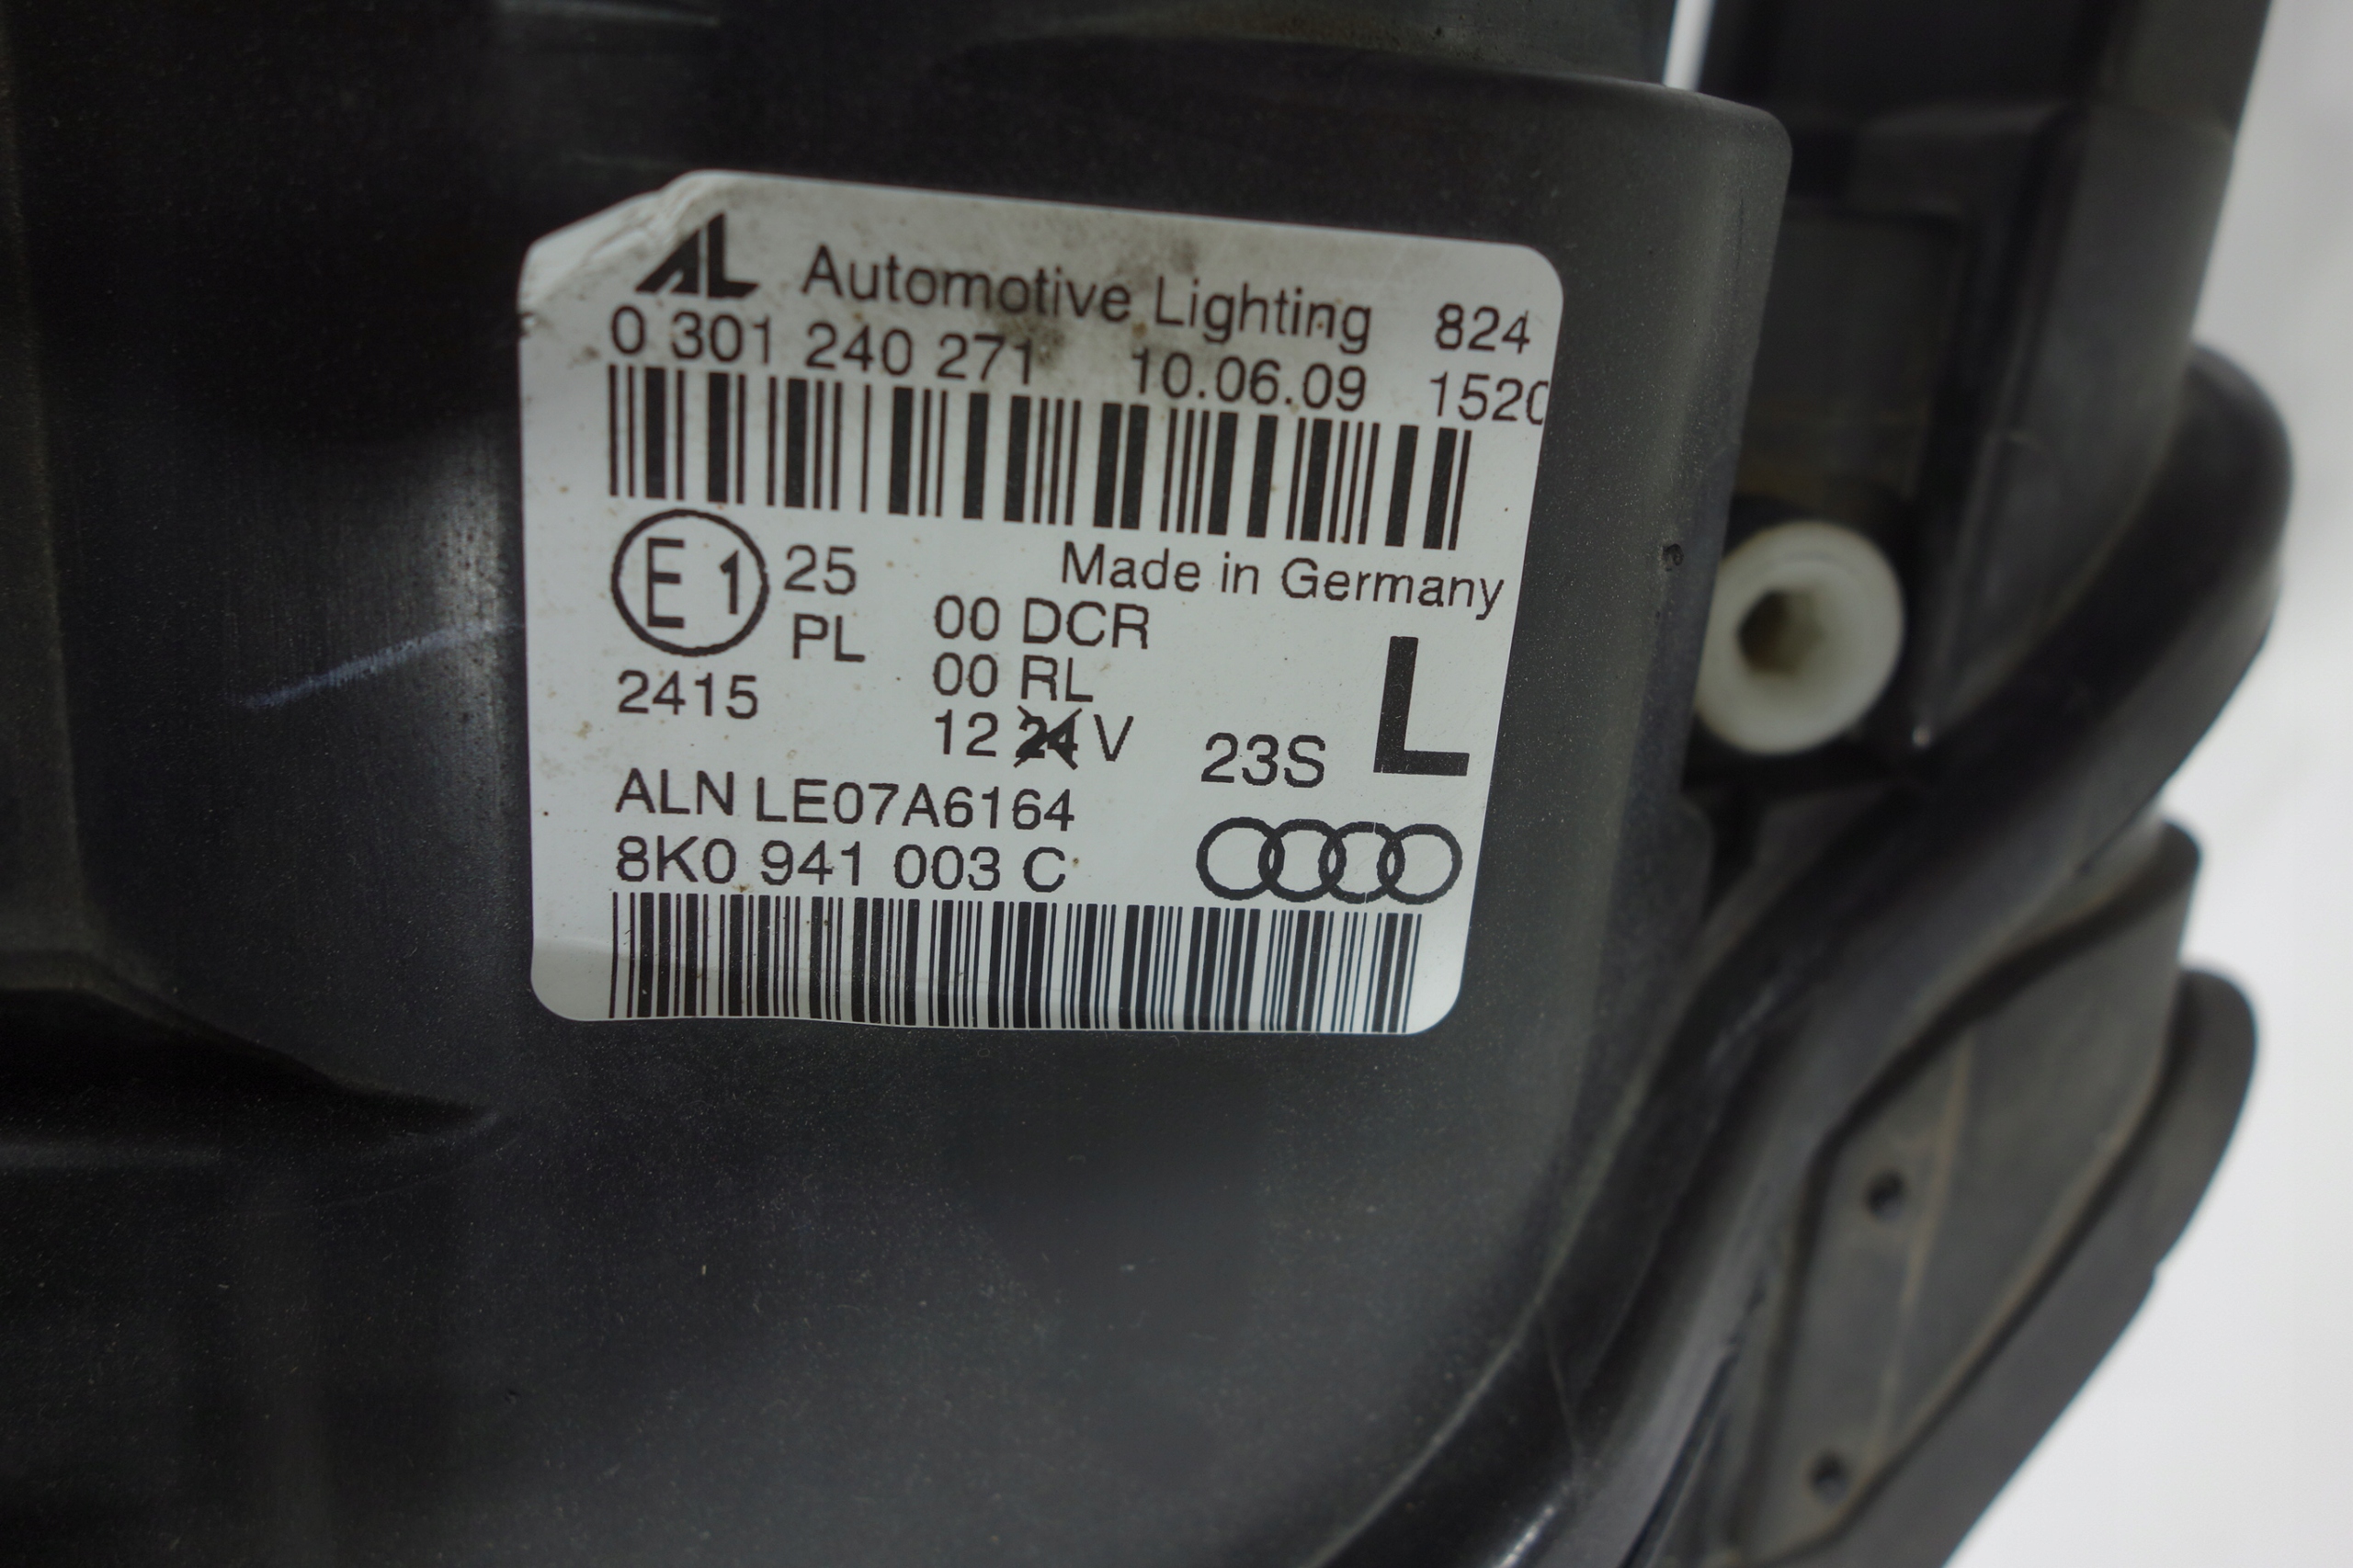 AL Automotive Lighting 824
0 301 240 271 10.06.09 1520
Made in Germany
E1 25
PL
00 DCR
00 RL
2415
12 24 V
23S
L
ALN LE07A6164
8K0 941 003 C